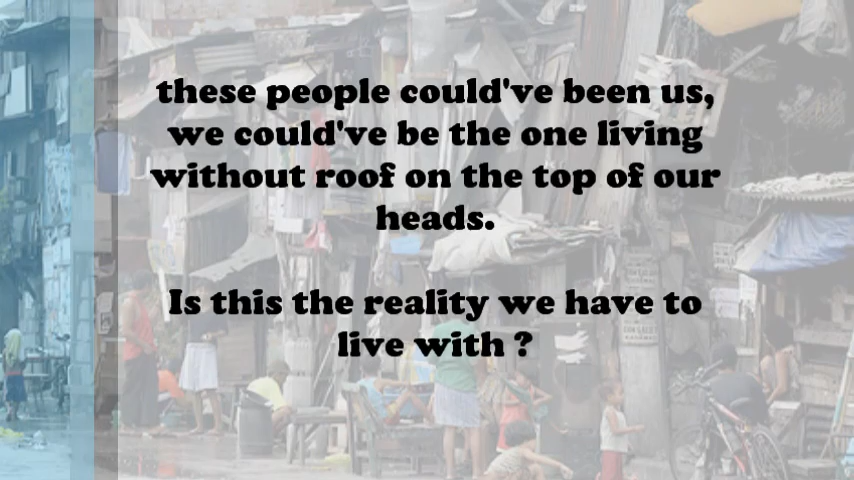 these people could've been us,
we could've be the one living
without roof on the top of our
heads.
Is this the reality we have to
live with ?